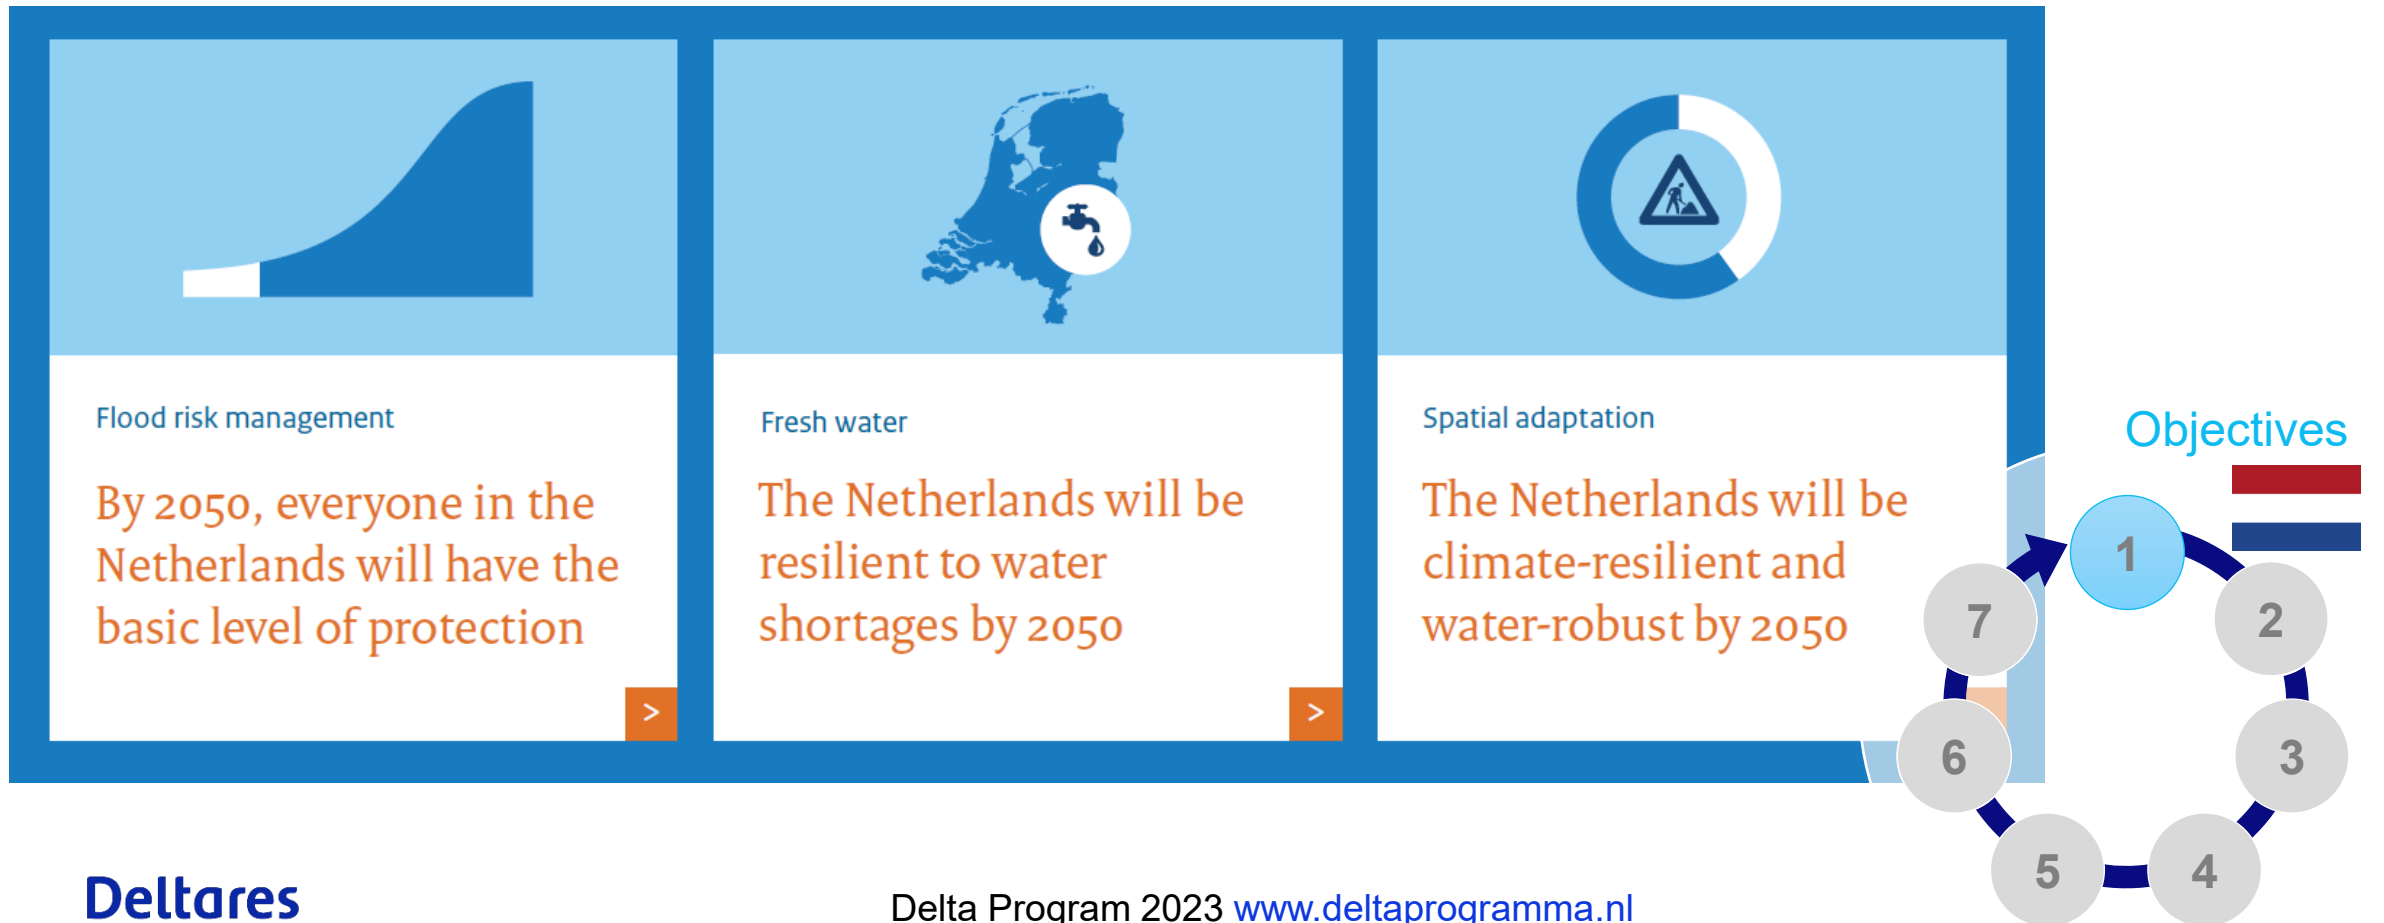 Flood risk management
By 2050, everyone in the
Netherlands will have the
basic level of protection
>
Fresh water
The Netherlands will be
resilient to water
shortages by 2050
>
Spatial adaptation
The Netherlands will be
climate-resilient and
water-robust by 2050
Objectives
1
2
3
4
5
6
7
Deltares
Delta Program 2023 www.deltaprogramma.nl